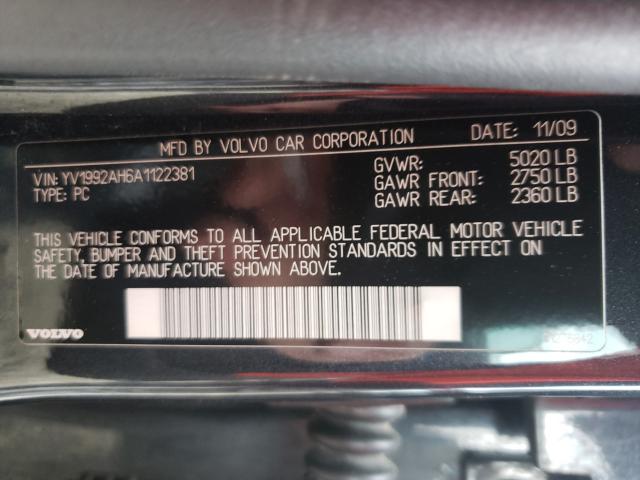 MFD BY VOLVO CAR CORPORATION DATE: 11/09
VIN: YV1992AH6A1122381 GVWR: 5020 LB
TYPE: PC GAWR FRONT: 2750 LB
GAWR REAR: 2360 LB
THIS VEHICLE CONFORMS TO ALL APPLICABLE FEDERAL MOTOR VEHICLE
SAFETY, BUMPER AND THEFT PREVENTION STANDARDS IN EFFECT ON
THE DATE OF MANUFACTURE SHOWN ABOVE.
VOLVO